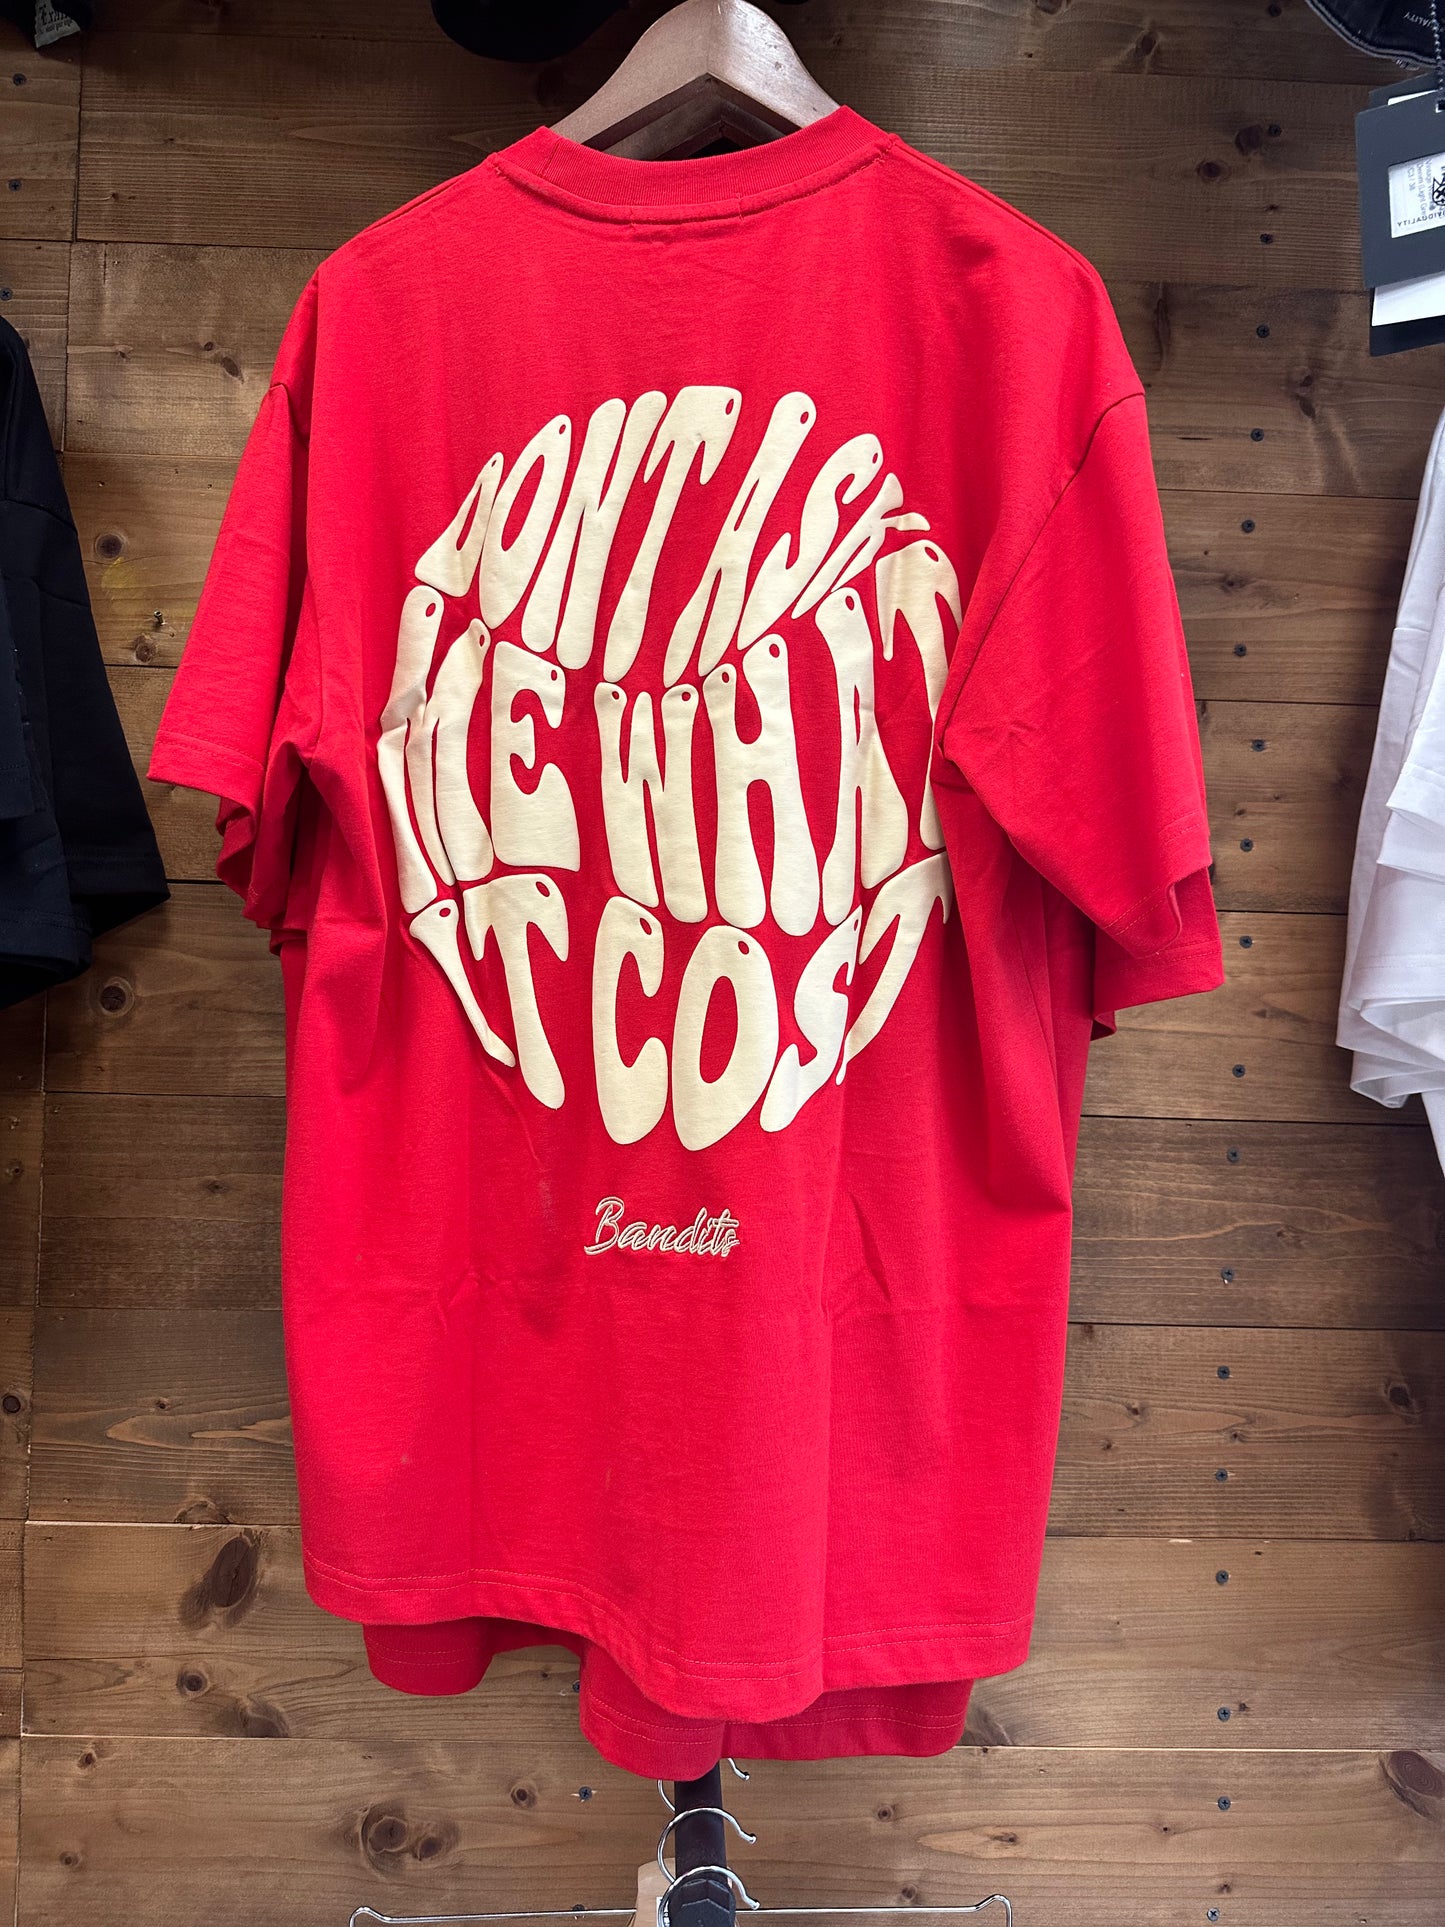 DONT ASK
ME WHAT
IT COST
Bandits